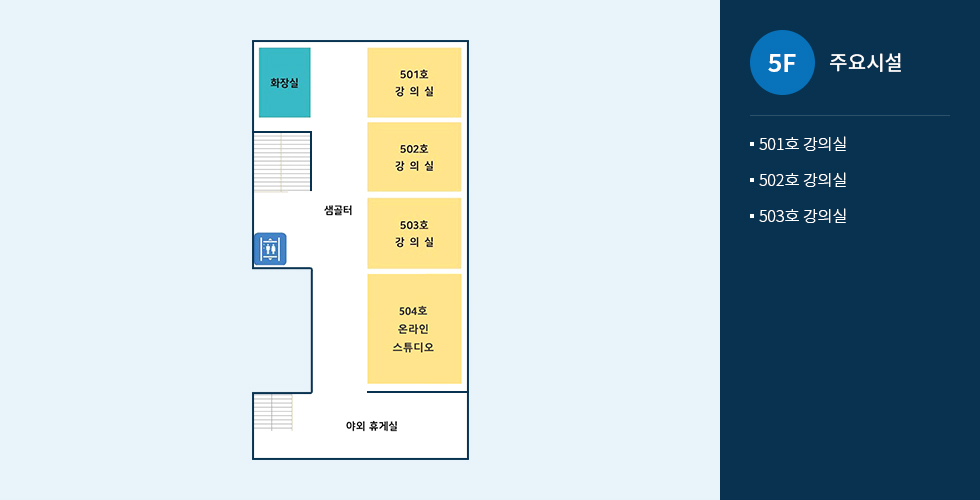 화장실
501호
강 의 실
502호
강 의 실
샘골터
503호
강 의 실
504호
온라인
스튜디오
야외 휴게실
5F 주요시설
501호 강의실
502호 강의실
503호 강의실